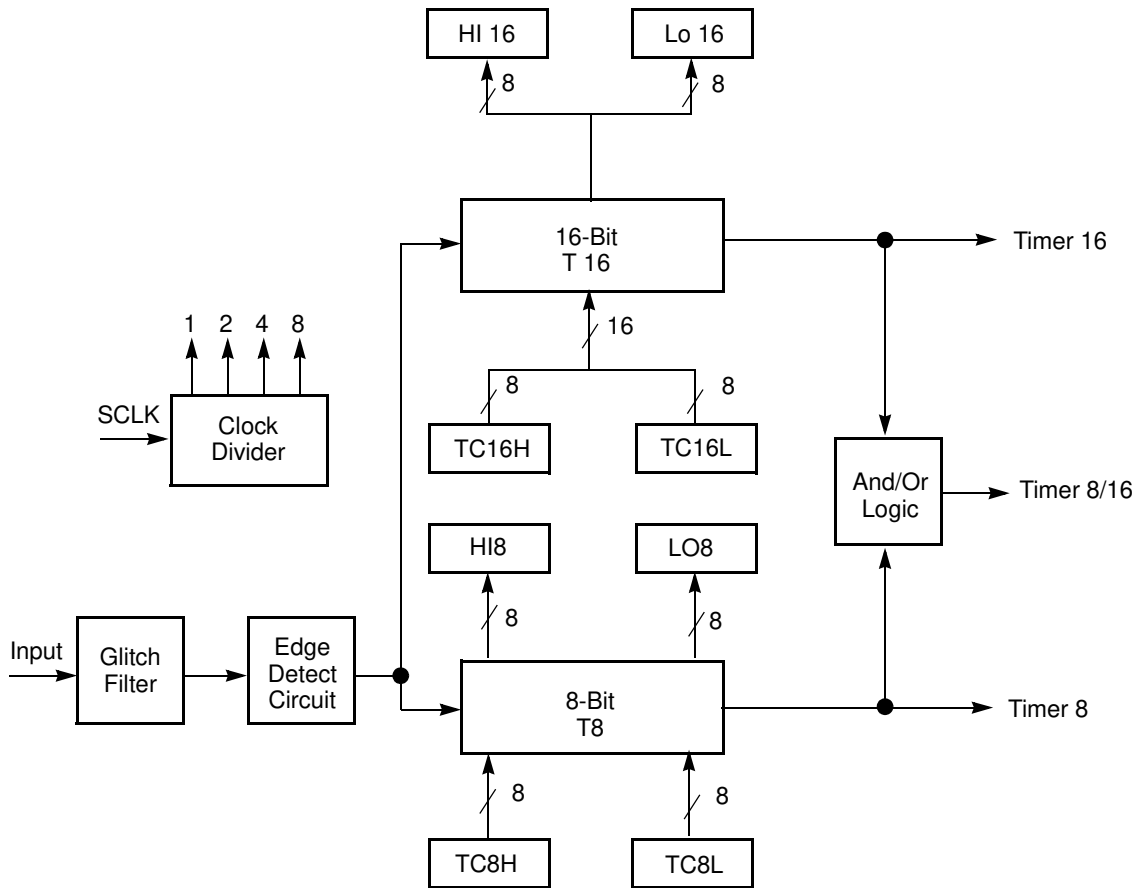 HI 16
Lo 16
8
8
16-Bit
T 16
Timer 16
1 2 4 8
16
SCLK
Clock
Divider
8
8
TC16H
TC16L
And/Or
Logic
Timer 8/16
HI8
LO8
8
8
Input
Glitch
Filter
Edge
Detect
Circuit
8-Bit
T8
Timer 8
8
8
TC8H
TC8L